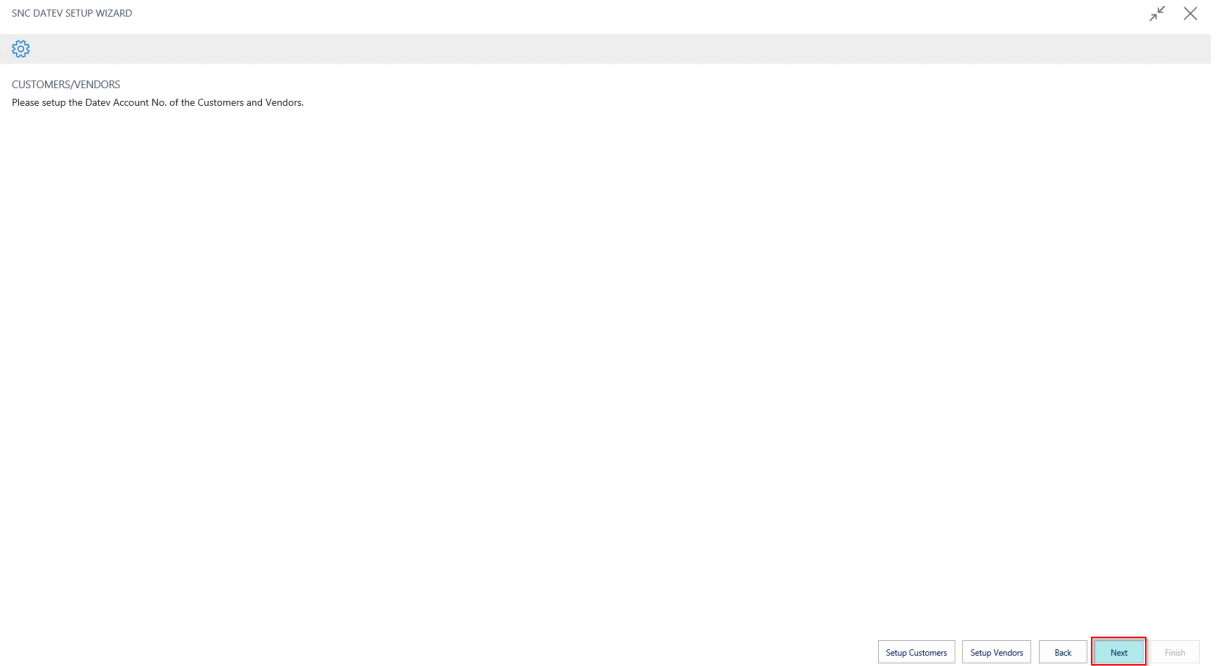 SNC DATEV SETUP WIZARD
CUSTOMERS/VENDORS
Please setup the Datev Account No. of the Customers and Vendors.
Setup Customers Setup Vendors Back Next Finish